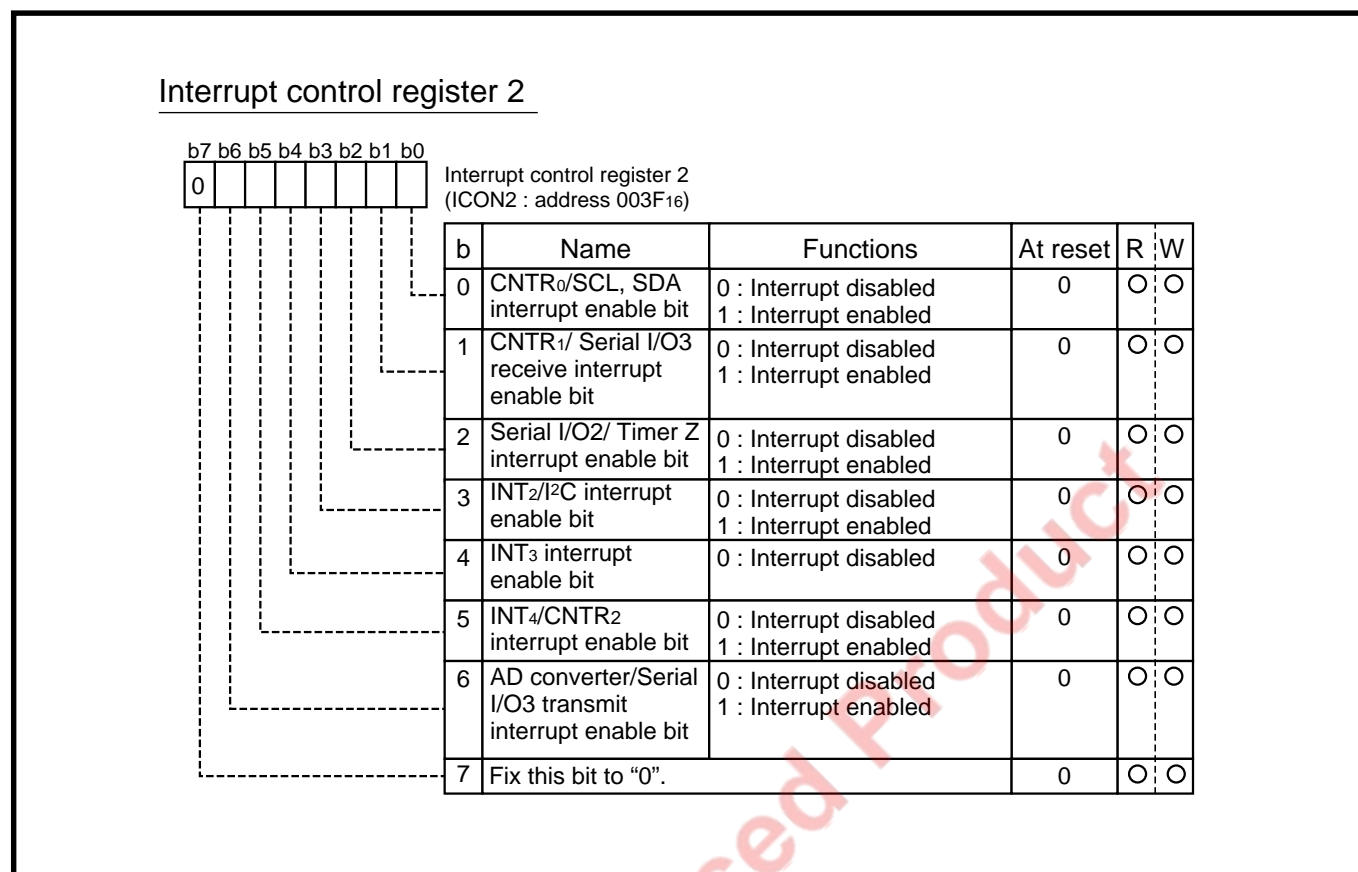 Interrupt control register 2
b7 b6 b5 b4 b3 b2 b1 b0
0
Interrupt control register 2
(ICON2 : address 003F16)
b Name Functions At reset R W
0 CNTR0/SCL, SDA interrupt enable bit 0 : Interrupt disabled 1 : Interrupt enabled 0 O O
1 CNTR1/ Serial I/O3 receive interrupt enable bit 0 : Interrupt disabled 1 : Interrupt enabled 0 O O
2 Serial I/O2/ Timer Z interrupt enable bit 0 : Interrupt disabled 1 : Interrupt enabled 0 O O
3 INT2/I2C interrupt enable bit 0 : Interrupt disabled 1 : Interrupt enabled 0 O O
4 INT3 interrupt enable bit 0 : Interrupt disabled 0 O O
5 INT4/CNTR2 interrupt enable bit 0 : Interrupt disabled 1 : Interrupt enabled 0 O O
6 AD converter/Serial I/O3 transmit interrupt enable bit 0 : Interrupt disabled 1 : Interrupt enabled 0 O O
7 Fix this bit to “0”. 0 O O